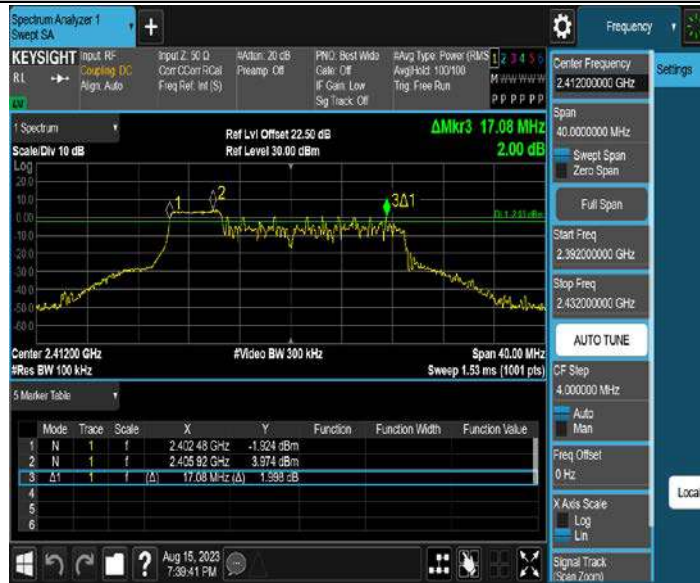 Spectrum Analyzer 1
Swept SA
+
Frequency
KEYSIGHT
RL
Input: RF
Coupling: DC
Align: Auto
Input Z: 50 Ω
Corr CCorr RCal
Freq Ref: Int (S)
#Atten: 20 dB
Preamp: Off
PNO: Best Wide
Gate: Off
IF Gain: Low
Sig Track: Off
#Avg Type: Power (RMS
Avg|Hold: 100/100
Trig: Free Run
1 2 3 4 5 6
M W W W W W
P P P P P P
1 Spectrum
Scale/Div 10 dB
Log
Ref Lvl Offset 22.50 dB
Ref Level 30.00 dBm
ΔMkr3 17.08 MHz
2.00 dB
20.0
10.0
0.00
-10.0
-20.0
-30.0
-40.0
-50.0
-60.0
1
2
3Δ1
Center 2.41200 GHz
#Res BW 100 kHz
#Video BW 300 kHz
Span 40.00 MHz
Sweep 1.53 ms (1001 pts)
5 Marker Table
Mode Trace Scale X Y Function Function Width Function Value
1 N 1 f 2.402 48 GHz -1.924 dBm
2 N 1 f 2.405 92 GHz 3.974 dBm
3 Δ1 1 f (Δ) 17.08 MHz (Δ) 1.998 dB
4
5
6
Aug 15, 2023
7:39:41 PM
Center Frequency
2.412000000 GHz
Settings
Span
40.0000000 MHz
Swept Span
Zero Span
Full Span
Start Freq
2.392000000 GHz
Stop Freq
2.432000000 GHz
AUTO TUNE
CF Step
4.000000 MHz
Auto
Man
Freq Offset
0 Hz
X Axis Scale
Log
Lin
Local
Signal Track
(Span Zoom)